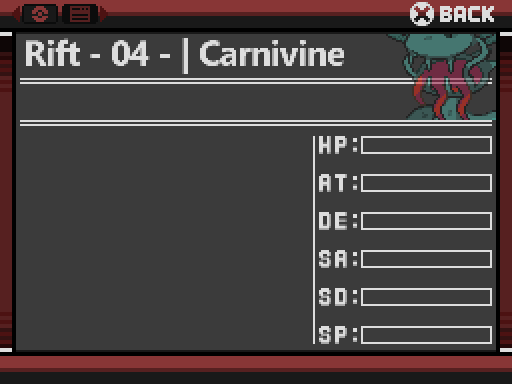 BACK
Rift - 04 - | Carnivine
HP:
AT:
DE:
SA:
SD:
SP: